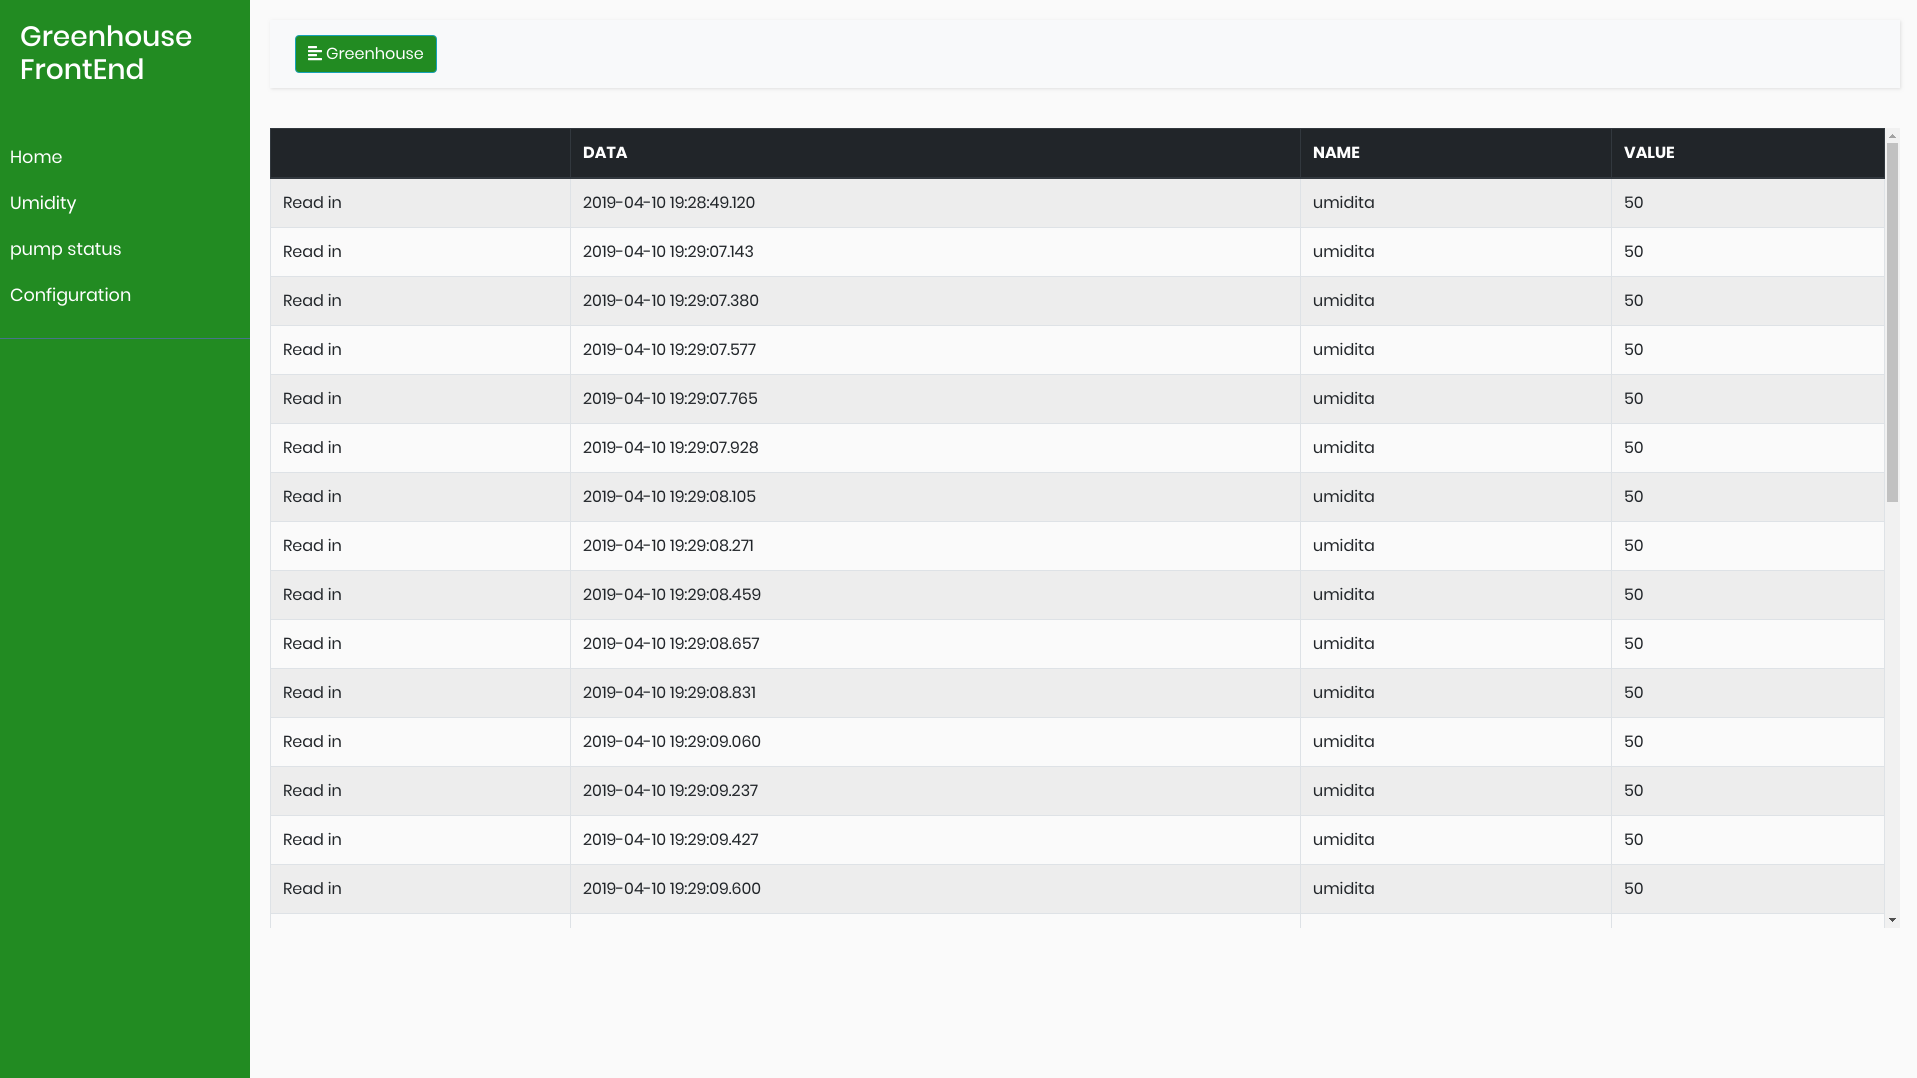 Greenhouse
FrontEnd
Home
Umidity
pump status
Configuration
Greenhouse
DATA NAME VALUE
Read in 2019-04-10 19:28:49.120 umidita 50
Read in 2019-04-10 19:29:07.143 umidita 50
Read in 2019-04-10 19:29:07.380 umidita 50
Read in 2019-04-10 19:29:07.577 umidita 50
Read in 2019-04-10 19:29:07.765 umidita 50
Read in 2019-04-10 19:29:07.928 umidita 50
Read in 2019-04-10 19:29:08.105 umidita 50
Read in 2019-04-10 19:29:08.271 umidita 50
Read in 2019-04-10 19:29:08.459 umidita 50
Read in 2019-04-10 19:29:08.657 umidita 50
Read in 2019-04-10 19:29:08.831 umidita 50
Read in 2019-04-10 19:29:09.060 umidita 50
Read in 2019-04-10 19:29:09.237 umidita 50
Read in 2019-04-10 19:29:09.427 umidita 50
Read in 2019-04-10 19:29:09.600 umidita 50